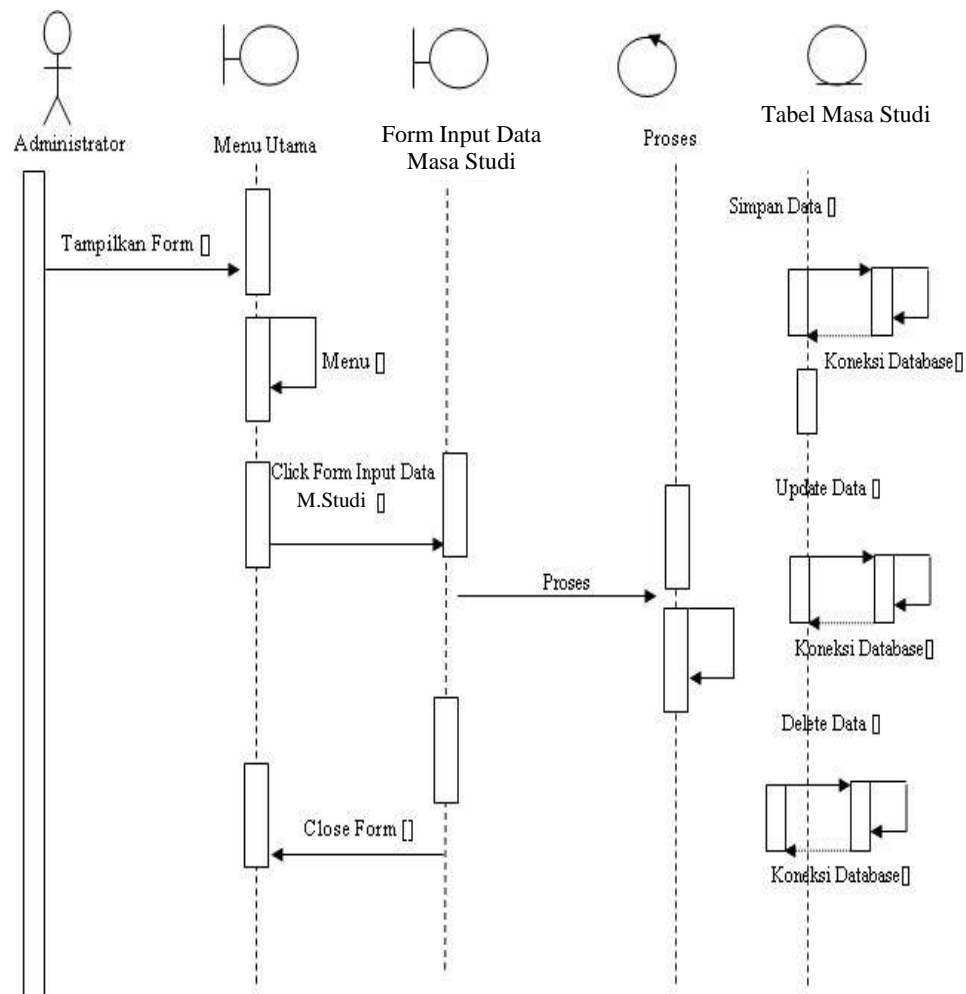 Administrator
Menu Utama
Form Input Data
Masa Studi
Proses
Tabel Masa Studi
Simpan Data []
Tampilkan Form []
Menu []
Koneksi Database[]
Click Form Input Data
M.Studi []
Update Data []
Proses
Koneksi Database[]
Delete Data []
Close Form []
Koneksi Database[]